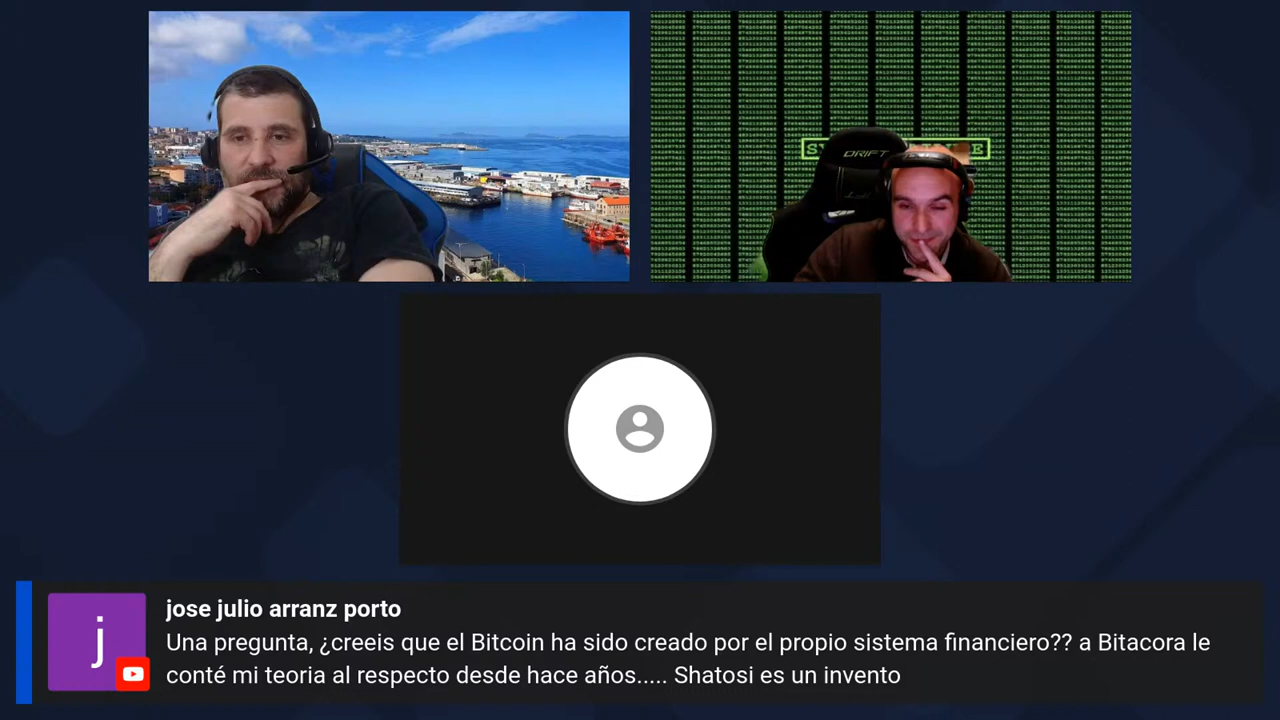 DRIFT
j
jose julio arranz porto
Una pregunta, ¿creeis que el Bitcoin ha sido creado por el propio sistema financiero?? a Bitacora le
conté mi teoria al respecto desde hace años..... Shatosi es un invento